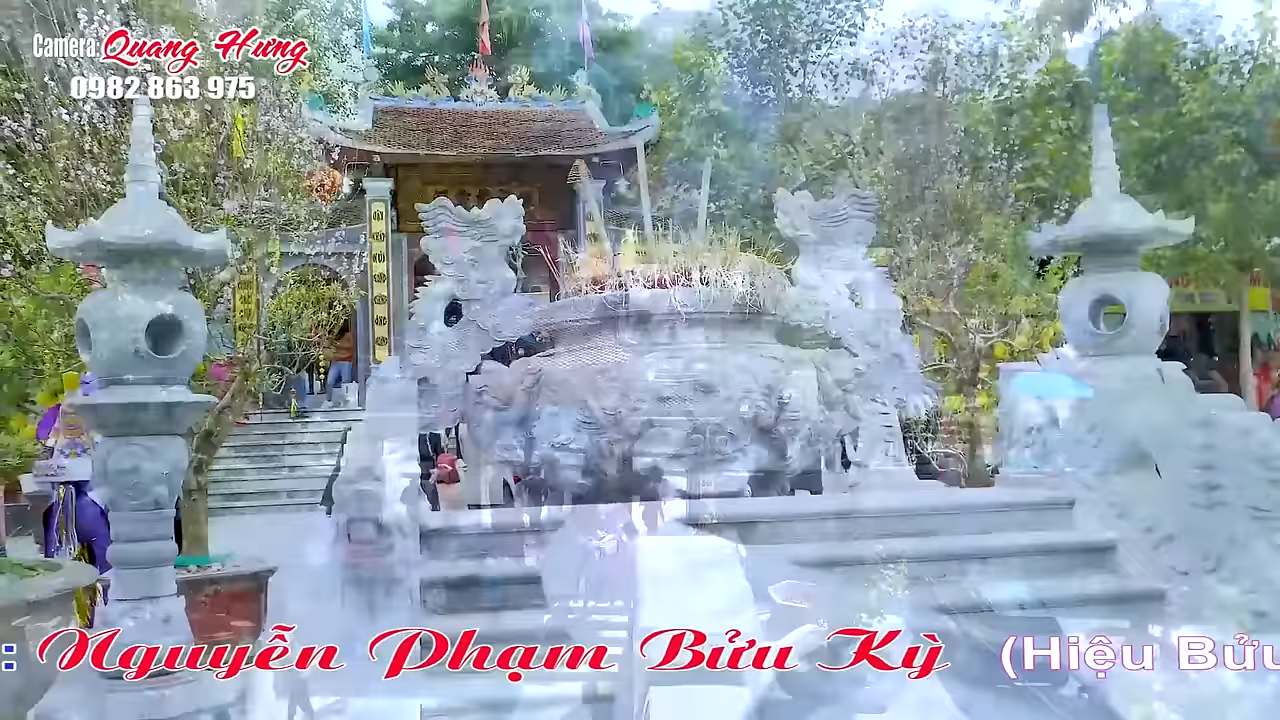 Camera: Quang Hưng
0982 863 975
: Nguyễn Phạm Bửu Kỳ (Hiệu Bửu